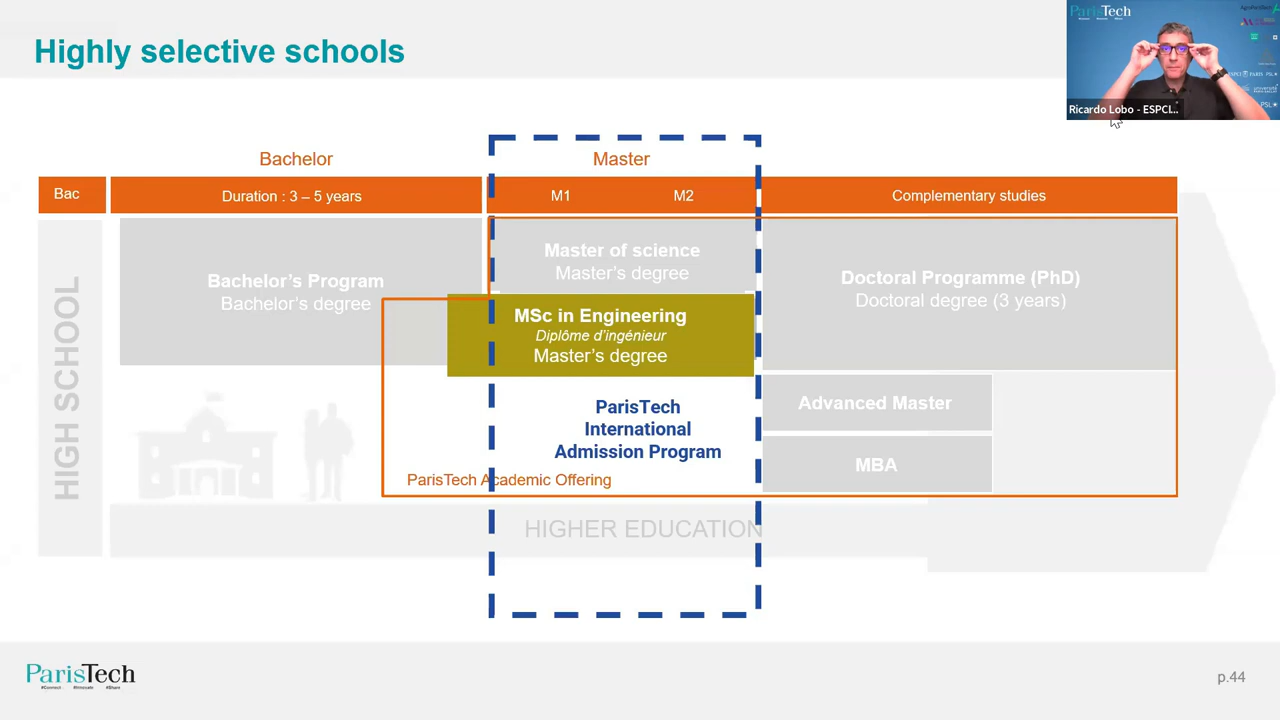 Highly selective schools
ParisTech
Ricardo Lobo - ESPCI...
Bachelor
Master
Bac
Duration : 3 – 5 years
M1
M2
Complementary studies
HIGH SCHOOL
Bachelor's Program
Bachelor's degree
Master of science
Master's degree
MSc in Engineering
Diplôme d'ingénieur
Master's degree
Doctoral Programme (PhD)
Doctoral degree (3 years)
ParisTech
International
Admission Program
Advanced Master
MBA
ParisTech Academic Offering
HIGHER EDUCATION
ParisTech
#Connect #Innovate #Share
p.44